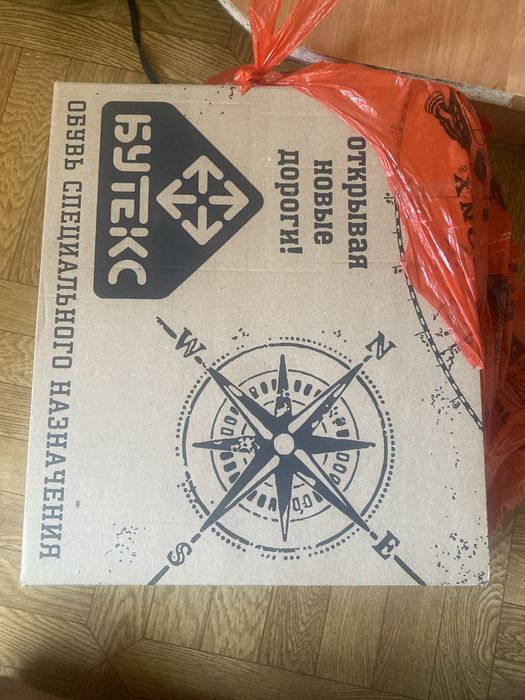 БУТЕКС
ОТКРЫВАЯ
НОВЫЕ
ДОРОГИ!
ОБУВЬ СПЕЦИАЛЬНОГО НАЗНАЧЕНИЯ
N
W
E
S